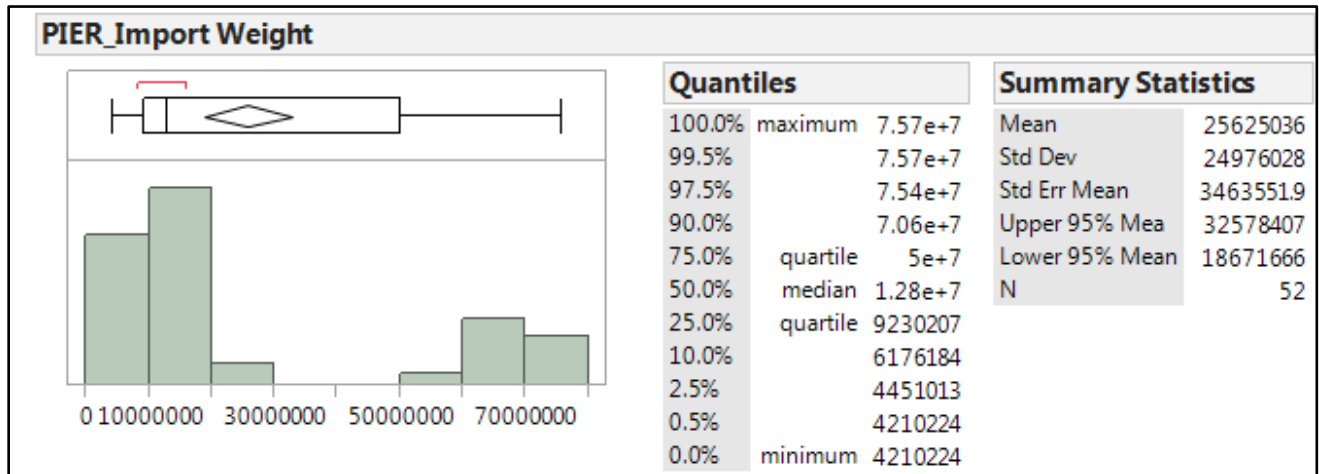 PIER_Import Weight
Quantiles
100.0% maximum 7.57e+7
99.5% 7.57e+7
97.5% 7.54e+7
90.0% 7.06e+7
75.0% quartile 5e+7
50.0% median 1.28e+7
25.0% quartile 9230207
10.0% 6176184
2.5% 4451013
0.5% 4210224
0.0% minimum 4210224
Summary Statistics
Mean 25625036
Std Dev 24976028
Std Err Mean 3463551.9
Upper 95% Mea 32578407
Lower 95% Mean 18671666
N 52
0 10000000 30000000 50000000 70000000